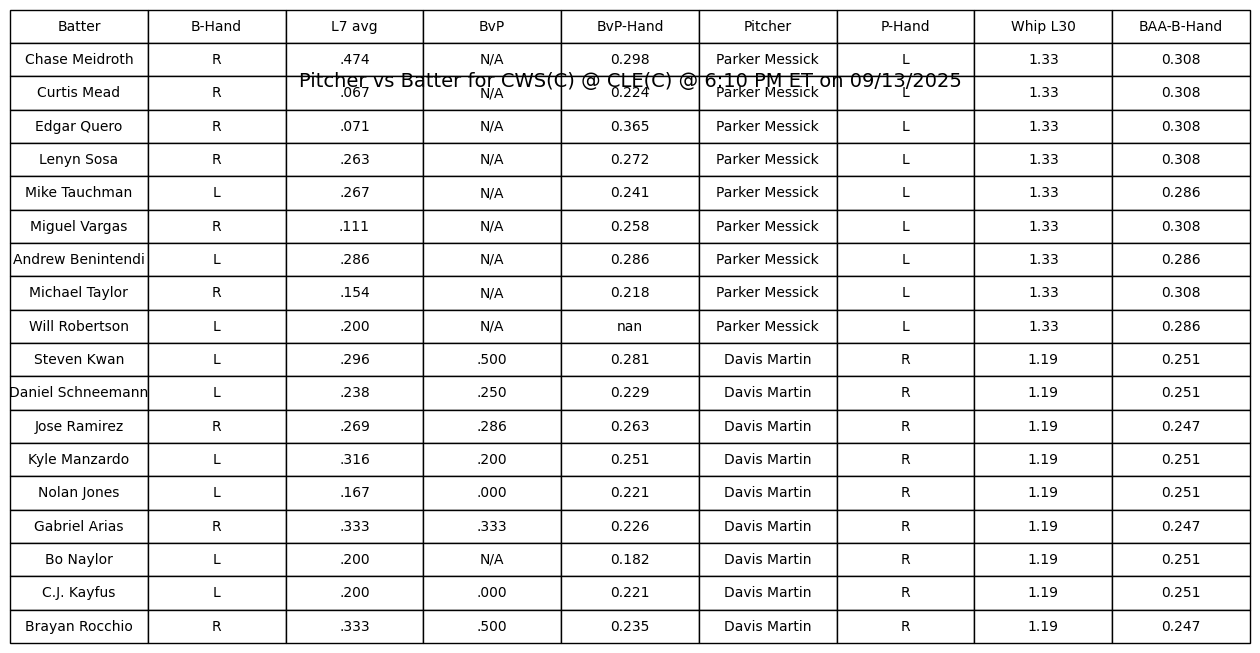 Batter B-Hand L7 avg BvP BvP-Hand Pitcher P-Hand Whip L30 BAA-B-Hand
Chase Meidroth R .474 N/A 0.298 Parker Messick L 1.33 0.308
Pitcher vs Batter for CWS(C) @ CLE(C) @ 6:10 PM ET on 09/13/2025
Curtis Mead R .067 N/A 0.224 Parker Messick L 1.33 0.308
Edgar Quero R .071 N/A 0.365 Parker Messick L 1.33 0.308
Lenyn Sosa R .263 N/A 0.272 Parker Messick L 1.33 0.308
Mike Tauchman L .267 N/A 0.241 Parker Messick L 1.33 0.286
Miguel Vargas R .111 N/A 0.258 Parker Messick L 1.33 0.308
Andrew Benintendi L .286 N/A 0.286 Parker Messick L 1.33 0.286
Michael Taylor R .154 N/A 0.218 Parker Messick L 1.33 0.308
Will Robertson L .200 N/A nan Parker Messick L 1.33 0.286
Steven Kwan L .296 .500 0.281 Davis Martin R 1.19 0.251
Daniel Schneemann L .238 .250 0.229 Davis Martin R 1.19 0.251
Jose Ramirez R .269 .286 0.263 Davis Martin R 1.19 0.247
Kyle Manzardo L .316 .200 0.251 Davis Martin R 1.19 0.251
Nolan Jones L .167 .000 0.221 Davis Martin R 1.19 0.251
Gabriel Arias R .333 .333 0.226 Davis Martin R 1.19 0.247
Bo Naylor L .200 N/A 0.182 Davis Martin R 1.19 0.251
C.J. Kayfus L .200 .000 0.221 Davis Martin R 1.19 0.251
Brayan Rocchio R .333 .500 0.235 Davis Martin R 1.19 0.247